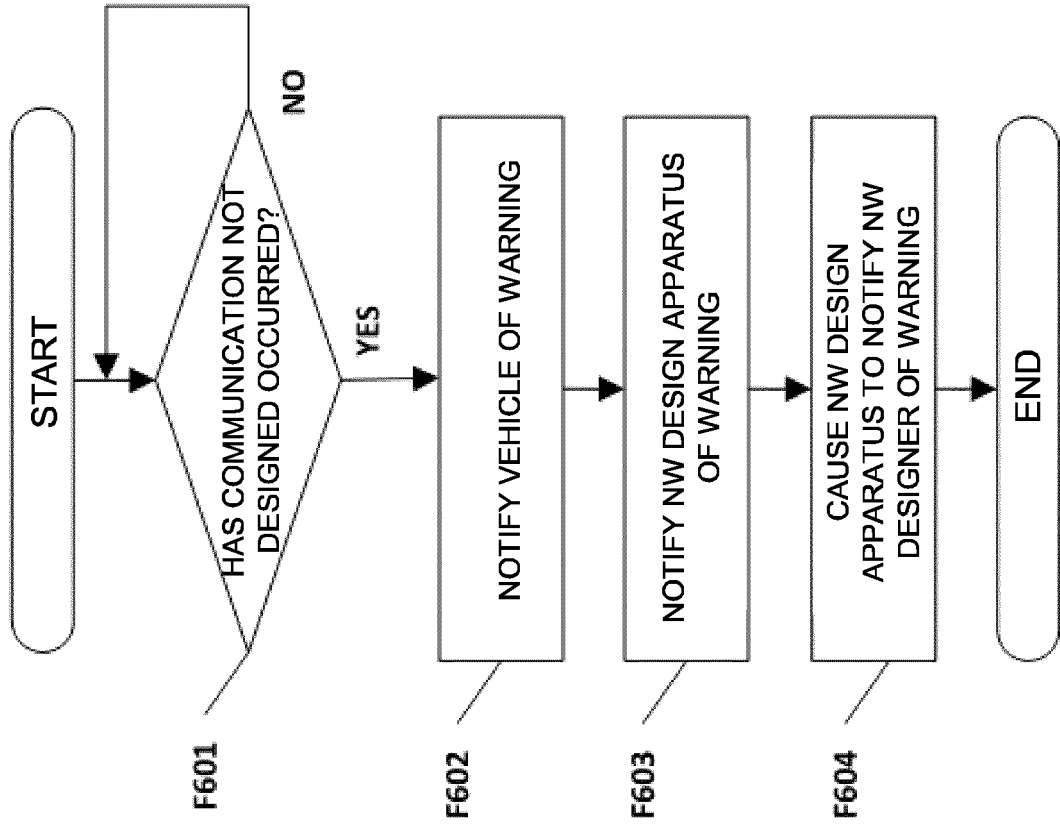 START
F601
HAS COMMUNICATION NOT
DESIGNED OCCURRED?
NO
YES
F602
NOTIFY VEHICLE OF WARNING
F603
NOTIFY NW DESIGN APPARATUS
OF WARNING
F604
CAUSE NW DESIGN
APPARATUS TO NOTIFY NW
DESIGNER OF WARNING
END